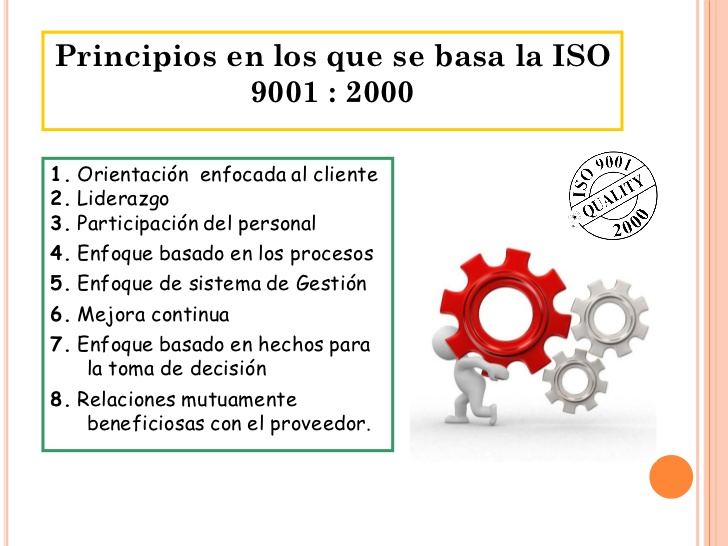 Principios en los que se basa la ISO
9001 : 2000
1. Orientación enfocada al cliente
2. Liderazgo
3. Participación del personal
4. Enfoque basado en los procesos
5. Enfoque de sistema de Gestión
6. Mejora continua
7. Enfoque basado en hechos para
la toma de decisión
8. Relaciones mutuamente
beneficiosas con el proveedor.
ISO 9001
QUALITY
2000